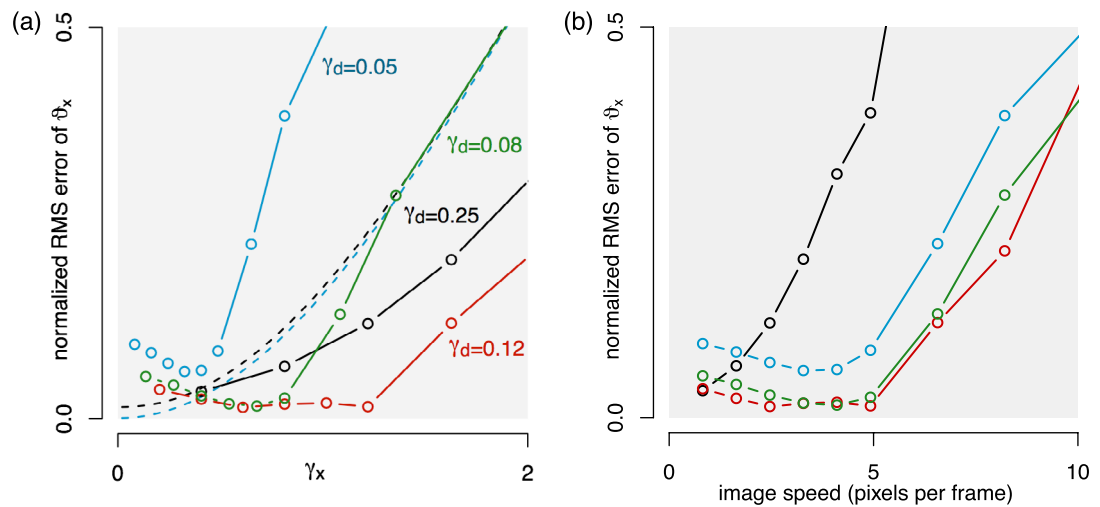 (a)
0.5
normalized RMS error of ϑx
0.0
γd=0.05
γd=0.08
γd=0.25
γd=0.12
0
γx
2
(b)
0.5
normalized RMS error of ϑx
0.0
0
5
10
image speed (pixels per frame)